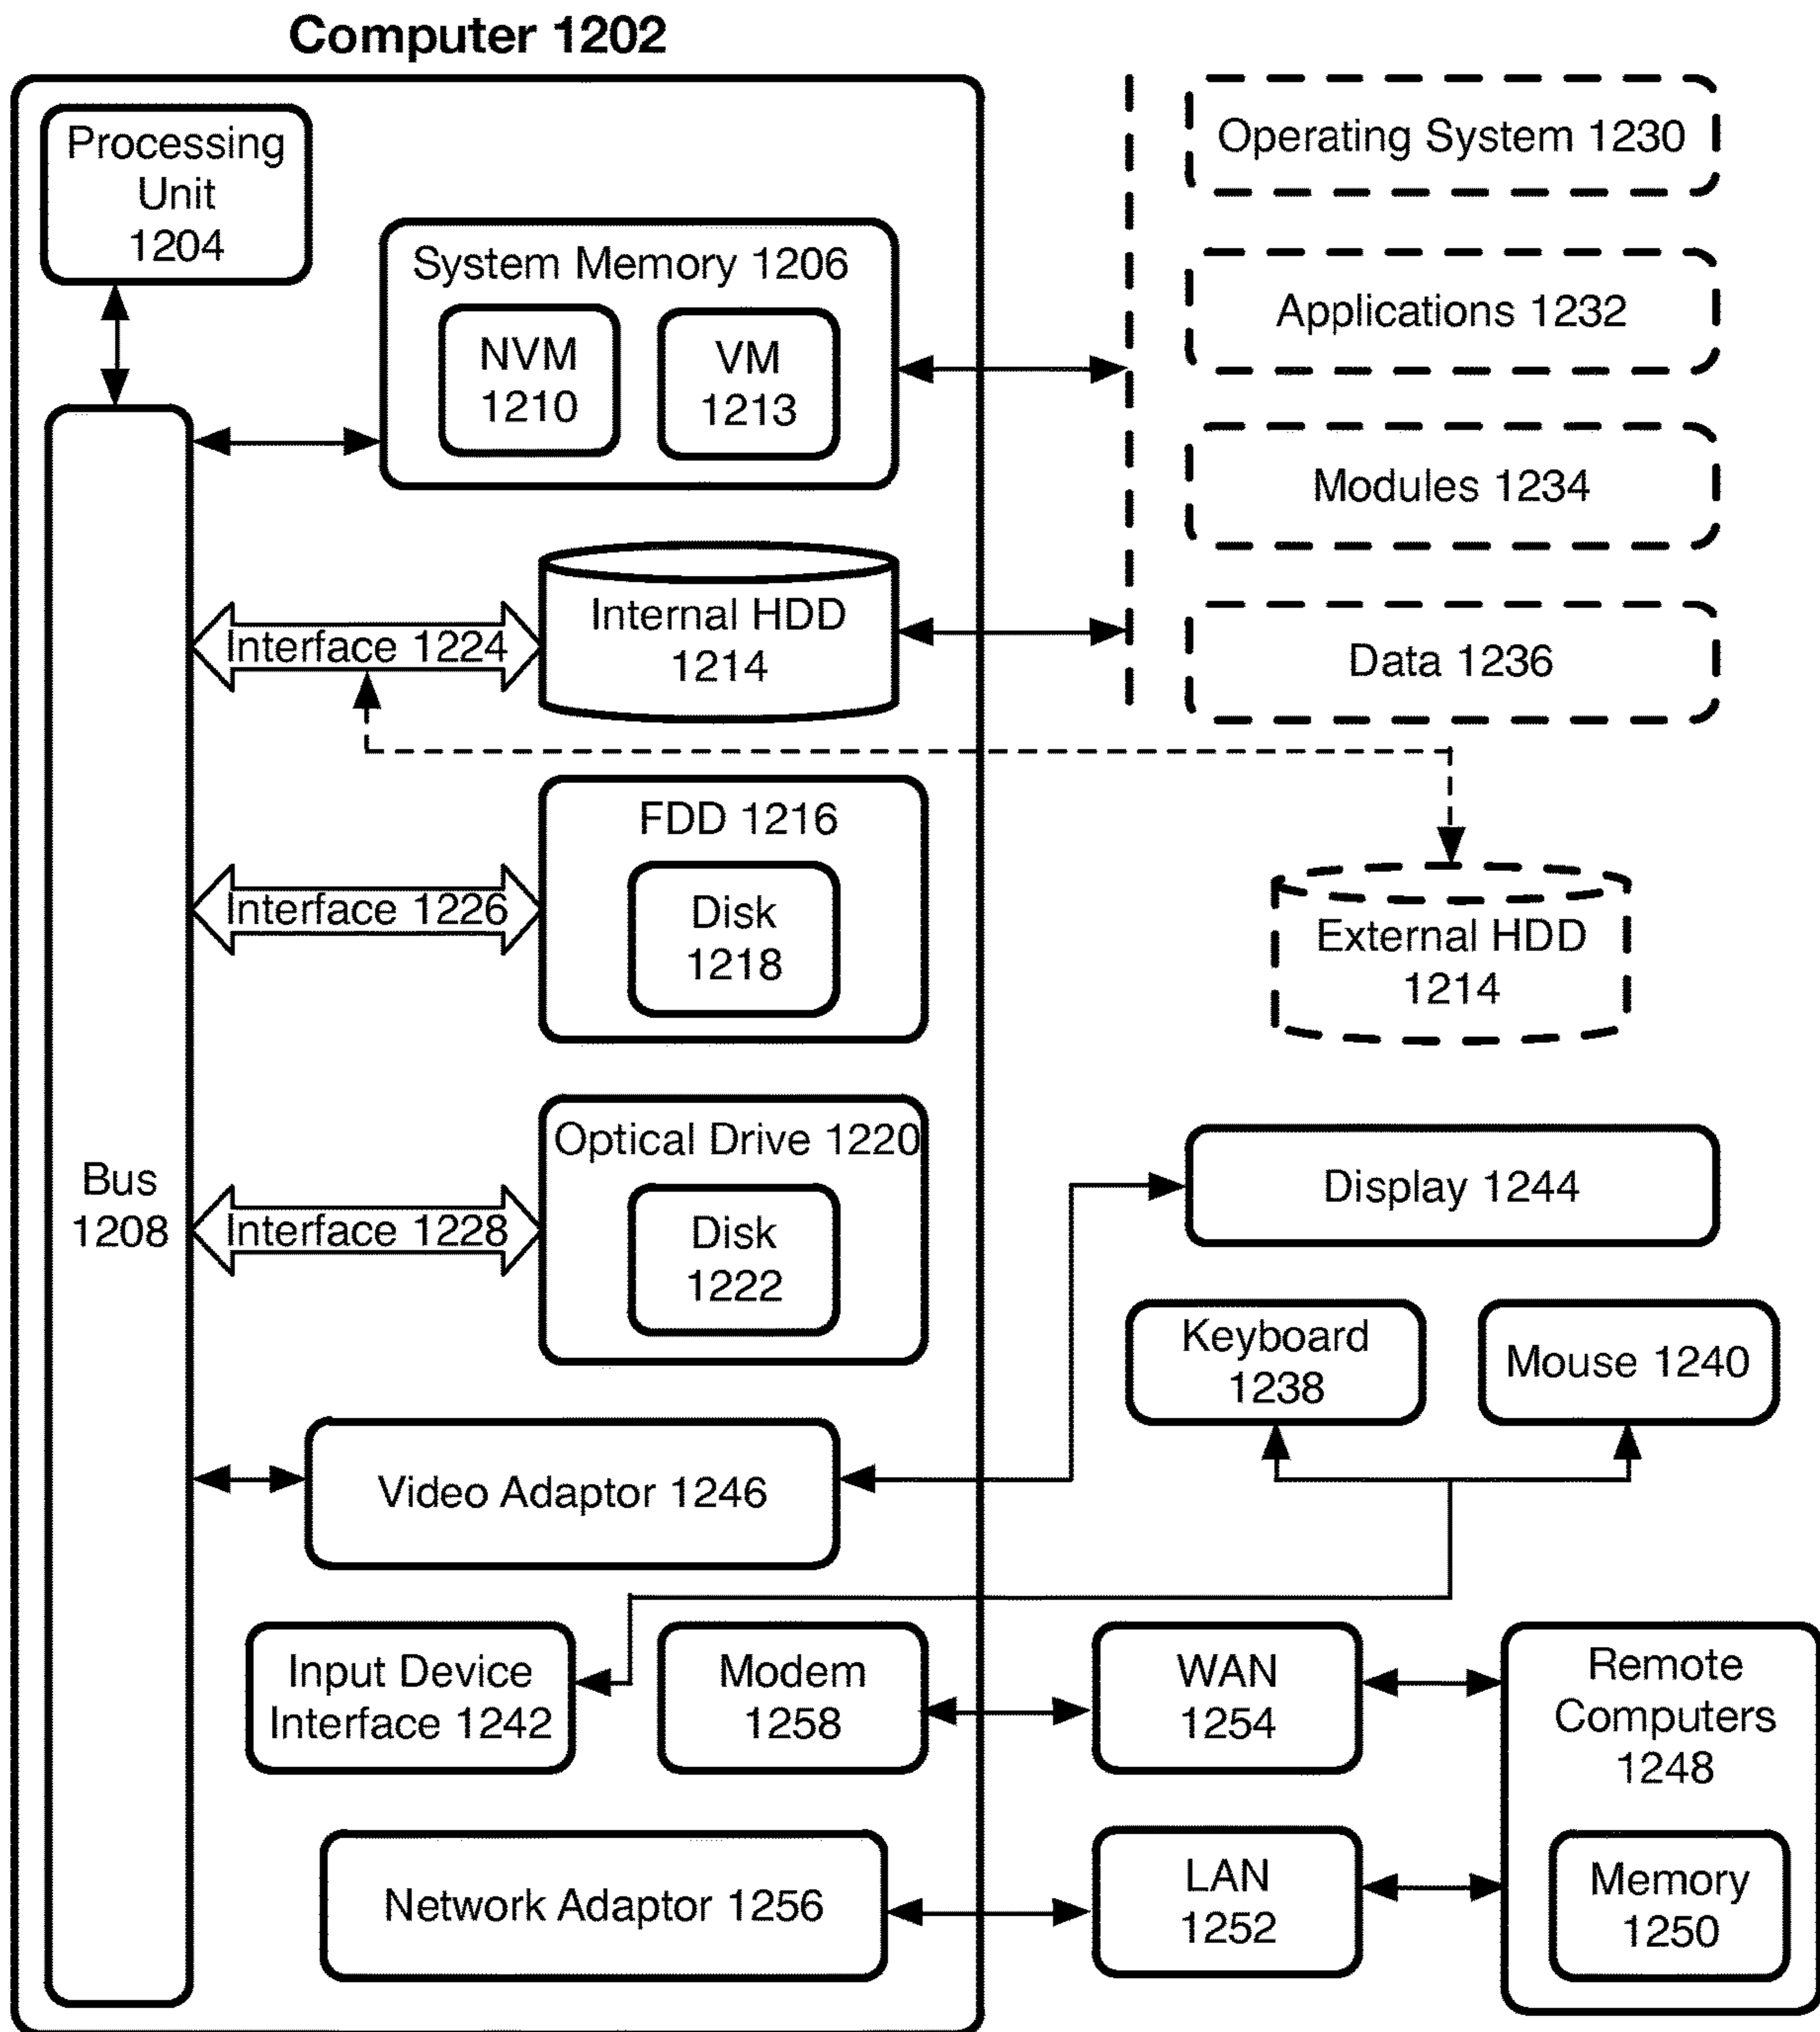 Computer 1202
Processing
Unit
1204
System Memory 1206
NVM
1210
VM
1213
Operating System 1230
Applications 1232
Modules 1234
Data 1236
Interface 1224
Internal HDD
1214
FDD 1216
Disk
1218
Interface 1226
External HDD
1214
Bus
1208
Optical Drive 1220
Disk
1222
Interface 1228
Display 1244
Keyboard
1238
Mouse 1240
Video Adaptor 1246
Input Device
Interface 1242
Modem
1258
WAN
1254
Remote
Computers
1248
Network Adaptor 1256
LAN
1252
Memory
1250